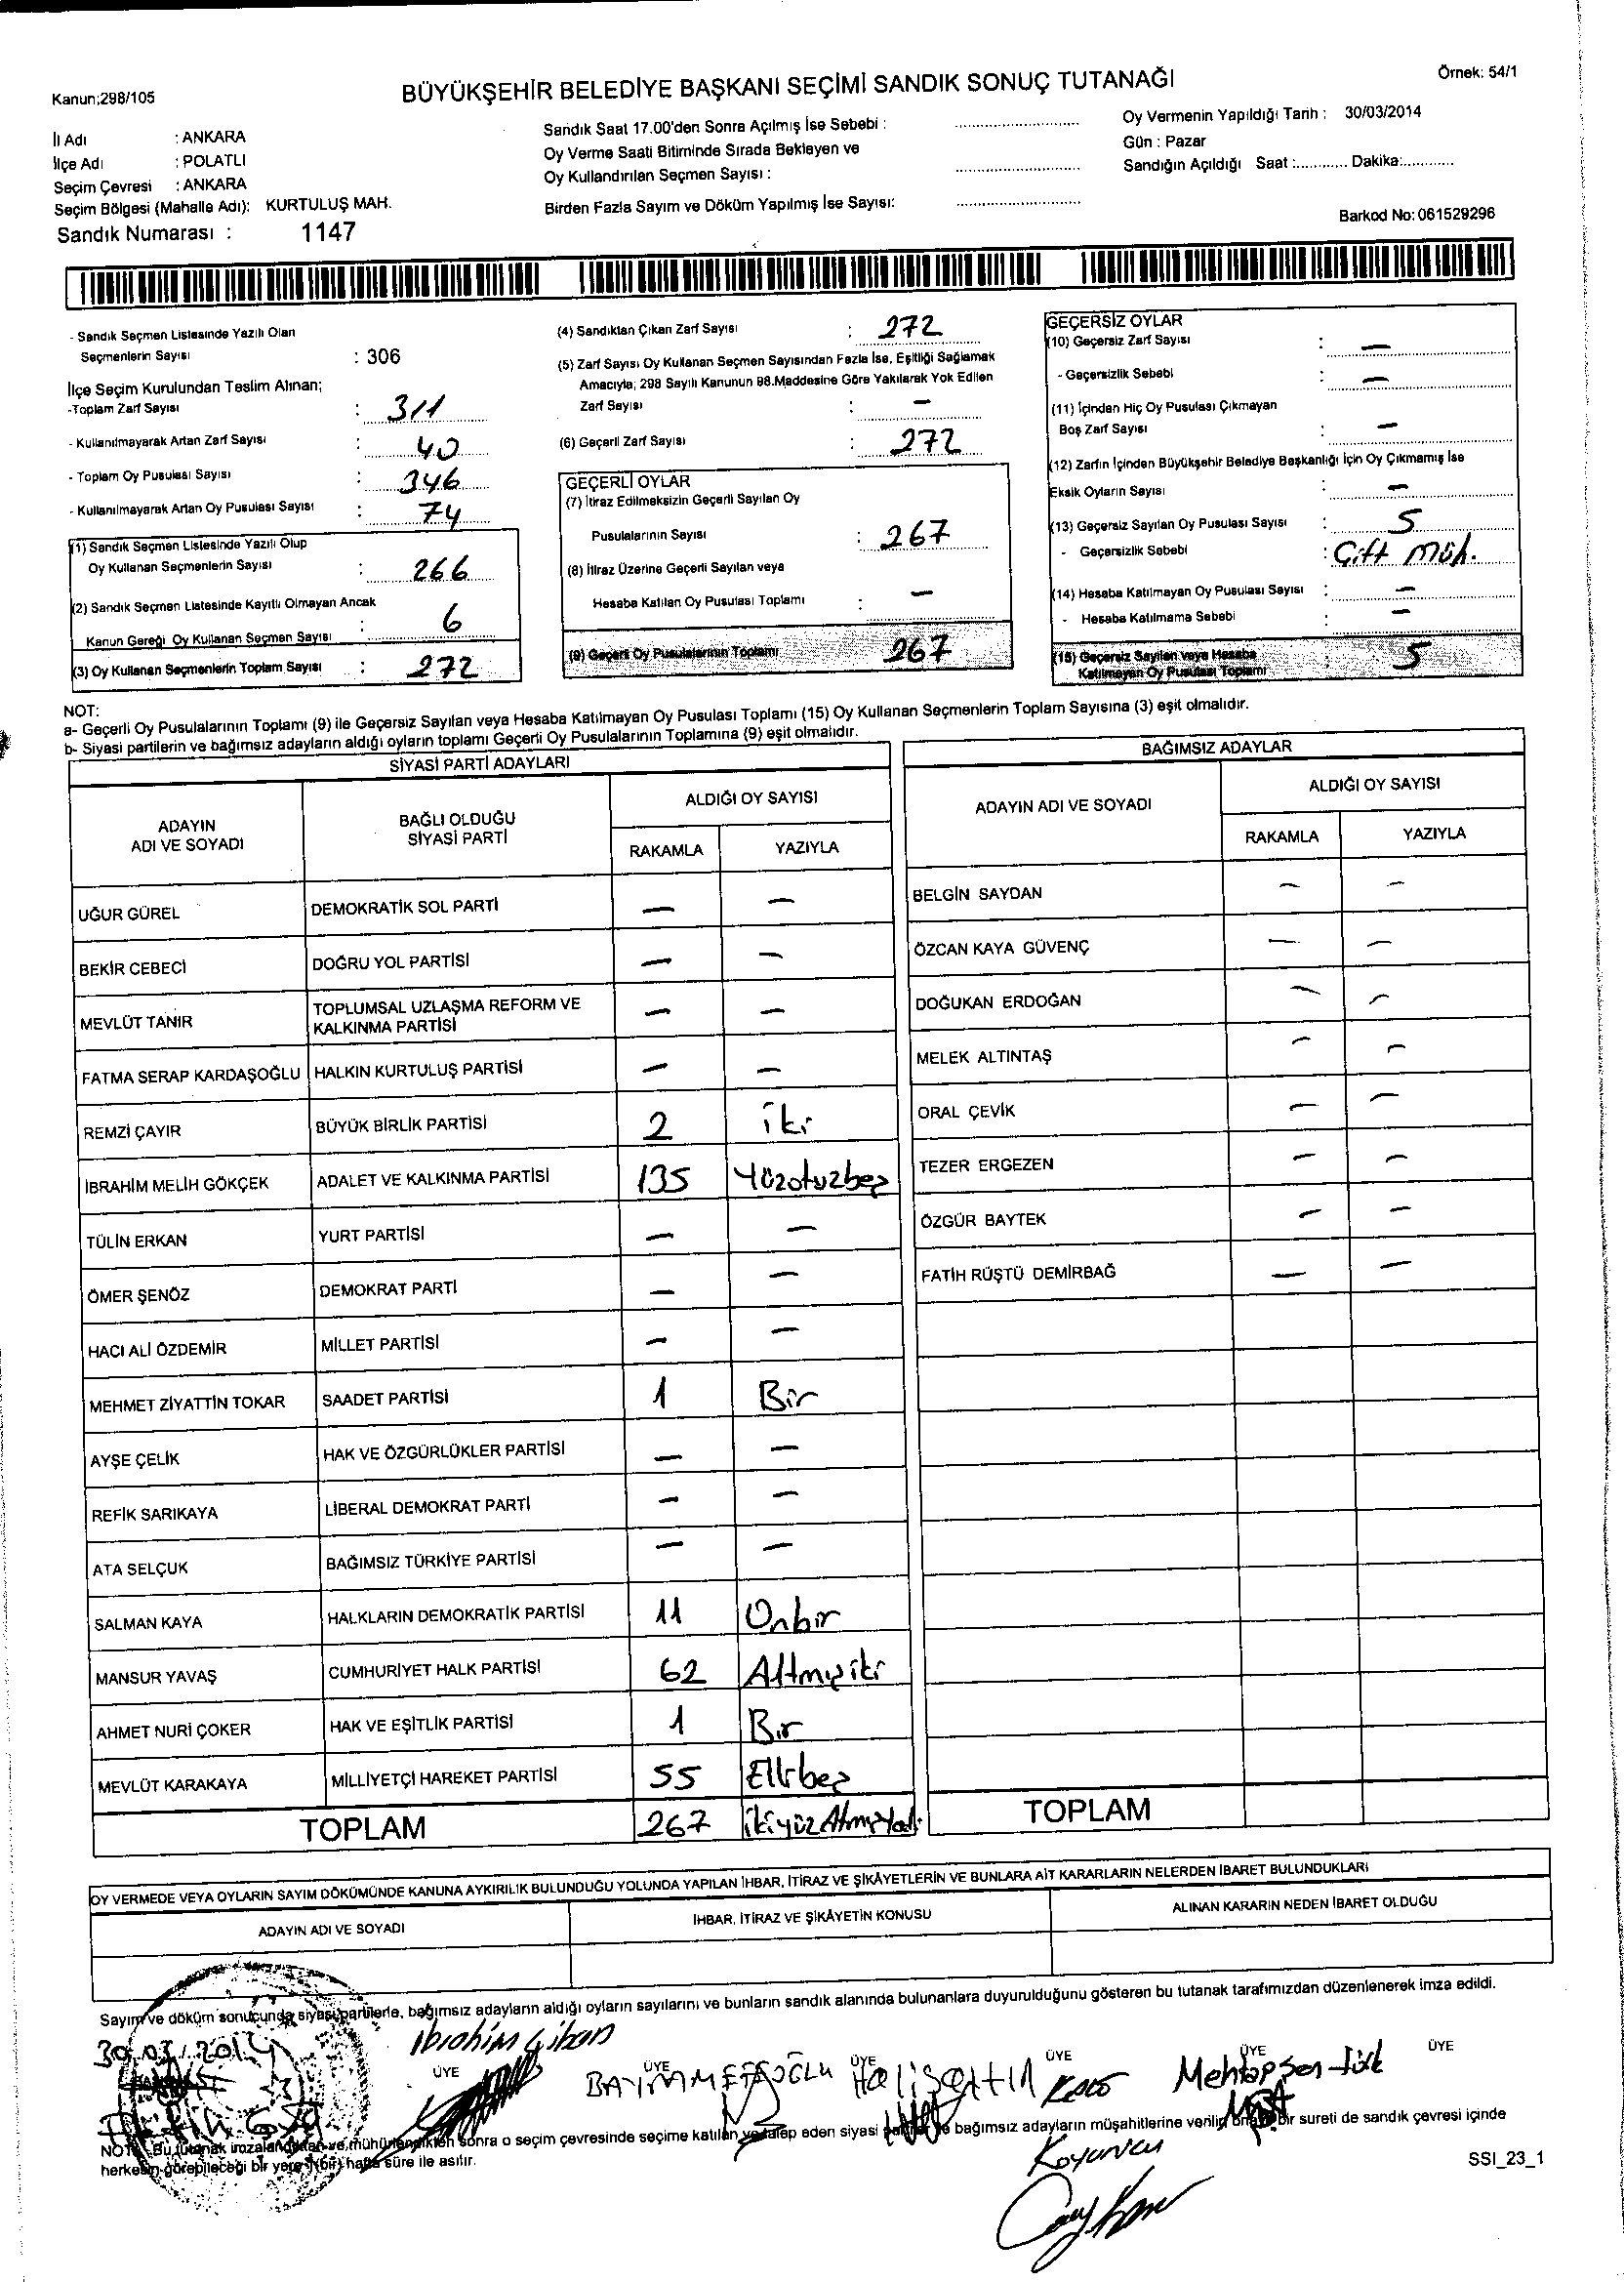 Kanun;298/105
BÜYÜKŞEHİR BELEDİYE BAŞKANI SEÇİMİ SANDIK SONUÇ TUTANAĞI
Örnek: 54/1
İl Adı : ANKARA
İlçe Adı : POLATLI
Seçim Çevresi : ANKARA
Seçim Bölgesi (Mahalle Adı): KURTULUŞ MAH.
Sandık Numarası : 1147
Sandık Saat 17.00'den Sonra Açılmış İse Sebebi :
Oy Verme Saati Bitiminde Sırada Bekleyen ve
Oy Kullandırılan Seçmen Sayısı :
Birden Fazla Sayım ve Döküm Yapılmış İse Sayısı:
Oy Vermenin Yapıldığı Tarih : 30/03/2014
Gün : Pazar
Sandığın Açıldığı Saat :............ Dakika:............
Barkod No: 061529296
- Sandık Seçmen Listesinde Yazılı Olan
Seçmenlerin Sayısı : 306
İlçe Seçim Kurulundan Teslim Alınan;
-Toplam Zarf Sayısı : 311
- Kullanılmayarak Artan Zarf Sayısı : 40
- Toplam Oy Pusulası Sayısı : 346
- Kullanılmayarak Artan Oy Pusulası Sayısı : 74
(1) Sandık Seçmen Listesinde Yazılı Olup
Oy Kullanan Seçmenlerin Sayısı : 266
(2) Sandık Seçmen Listesinde Kayıtlı Olmayan Ancak
Kanun Gereği Oy Kullanan Seçmen Sayısı : 6
(3) Oy Kullanan Seçmenlerin Toplam Sayısı : 272
(4) Sandıktan Çıkan Zarf Sayısı : 272
(5) Zarf Sayısı Oy Kullanan Seçmen Sayısından Fazla İse, Eşitliği Sağlamak
Amacıyla; 298 Sayılı Kanunun 98.Maddesine Göre Yakılarak Yok Edilen
Zarf Sayısı : –
(6) Geçerli Zarf Sayısı : 272
GEÇERLİ OYLAR
(7) İtiraz Edilmeksizin Geçerli Sayılan Oy
Pusulalarının Sayısı : 267
(8) İtiraz Üzerine Geçerli Sayılan veya
Hesaba Katılan Oy Pusulası Toplamı : –
(9) Geçerli Oy Pusulalarının Toplamı 267
GEÇERSİZ OYLAR
(10) Geçersiz Zarf Sayısı : –
- Geçersizlik Sebebi : –
(11) İçinden Hiç Oy Pusulası Çıkmayan
Boş Zarf Sayısı : –
(12) Zarfın İçinden Büyükşehir Belediye Başkanlığı İçin Oy Çıkmamış İse
Eksik Oyların Sayısı : –
(13) Geçersiz Sayılan Oy Pusulası Sayısı : 5
- Geçersizlik Sebebi : Çift Müh.
(14) Hesaba Katılmayan Oy Pusulası Sayısı : –
- Hesaba Katılmama Sebebi : –
(15) Geçersiz Sayılan veya Hesaba
Katılmayan Oy Pusulası Toplamı : 5
NOT:
a- Geçerli Oy Pusulalarının Toplamı (9) ile Geçersiz Sayılan veya Hesaba Katılmayan Oy Pusulası Toplamı (15) Oy Kullanan Seçmenlerin Toplam Sayısına (3) eşit olmalıdır.
b- Siyasi partilerin ve bağımsız adayların aldığı oyların toplamı Geçerli Oy Pusulalarının Toplamına (9) eşit olmalıdır.
SİYASİ PARTİ ADAYLARI
ADAYIN ADI VE SOYADI
BAĞLI OLDUĞU SİYASİ PARTİ
ALDIĞI OY SAYISI
RAKAMLA YAZIYLA
UĞUR GÜREL DEMOKRATİK SOL PARTİ – –
BEKİR CEBECİ DOĞRU YOL PARTİSİ – –
MEVLÜT TANIR TOPLUMSAL UZLAŞMA REFORM VE KALKINMA PARTİSİ – –
FATMA SERAP KARDAŞOĞLU HALKIN KURTULUŞ PARTİSİ – –
REMZİ ÇAYIR BÜYÜK BİRLİK PARTİSİ 2 iki
İBRAHİM MELİH GÖKÇEK ADALET VE KALKINMA PARTİSİ 135 Yüzotuzbeş
TÜLİN ERKAN YURT PARTİSİ – –
ÖMER ŞENÖZ DEMOKRAT PARTİ – –
HACI ALİ ÖZDEMİR MİLLET PARTİSİ – –
MEHMET ZİYATTİN TOKAR SAADET PARTİSİ 1 Bir
AYŞE ÇELİK HAK VE ÖZGÜRLÜKLER PARTİSİ – –
REFİK SARIKAYA LİBERAL DEMOKRAT PARTİ – –
ATA SELÇUK BAĞIMSIZ TÜRKİYE PARTİSİ – –
SALMAN KAYA HALKLARIN DEMOKRATİK PARTİSİ 11 Onbir
MANSUR YAVAŞ CUMHURİYET HALK PARTİSİ 62 Altmışiki
AHMET NURİ ÇOKER HAK VE EŞİTLİK PARTİSİ 1 Bir
MEVLÜT KARAKAYA MİLLİYETÇİ HAREKET PARTİSİ 55 Ellibeş
TOPLAM 267 ikiyüzAtmışYedi
BAĞIMSIZ ADAYLAR
ADAYIN ADI VE SOYADI
ALDIĞI OY SAYISI
RAKAMLA YAZIYLA
BELGİN SAYDAN – –
ÖZCAN KAYA GÜVENÇ – –
DOĞUKAN ERDOĞAN – –
MELEK ALTINTAŞ – –
ORAL ÇEVİK – –
TEZER ERGEZEN – –
ÖZGÜR BAYTEK – –
FATİH RÜŞTÜ DEMİRBAĞ – –
TOPLAM
OY VERMEDE VEYA OYLARIN SAYIM DÖKÜMÜNDE KANUNA AYKIRILIK BULUNDUĞU YOLUNDA YAPILAN İHBAR, İTİRAZ VE ŞİKÂYETLERİN VE BUNLARA AİT KARARLARIN NELERDEN İBARET BULUNDUKLARI
ADAYIN ADI VE SOYADI
İHBAR, İTİRAZ VE ŞİKÂYETİN KONUSU
ALINAN KARARIN NEDEN İBARET OLDUĞU
Sayım ve döküm sonucunda siyasi partilerle, bağımsız adayların aldığı oyların sayılarını ve bunların sandık alanında bulunanlara duyurulduğunu gösteren bu tutanak tarafımızdan düzenlenerek imza edildi.
30.03.2014
İbrahim
ÜYE ÜYE ÜYE ÜYE ÜYE ÜYE
Mehtap Şentürk
Koyuncu
NOT: Bu tutanak imzalandıktan ve mühürlendikten sonra o seçim çevresinde seçime katılan ve talep eden siyasi partiler ve bağımsız adayların müşahitlerine verilir. bir sureti de sandık çevresi içinde
herkesin görebileceği bir yere 1 (bir) hafta süre ile asılır.
SSI_23_1